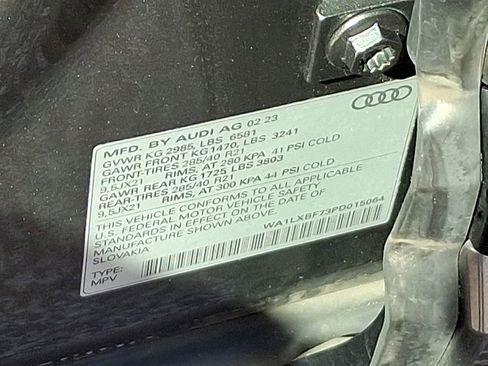 MFD. BY AUDI AG 02 23
GVWR KG 2985, LBS 6581
GAWR FRONT KG1470, LBS 3241
FRONT-TIRES 285/40 R21
9,5JX21 RIMS, AT 280 KPA 41 PSI COLD
GAWR REAR KG 1725 LBS 3803
REAR-TIRES 285/40 R21
9,5JX21 RIMS, AT 300 KPA 44 PSI COLD
THIS VEHICLE CONFORMS TO ALL APPLICABLE
U.S. FEDERAL MOTOR VEHICLE SAFETY
STANDARDS IN EFFECT ON THE DATE OF
MANUFACTURE SHOWN ABOVE.
SLOVAKIA
WA1LXBF73PD015064
TYPE:
MPV